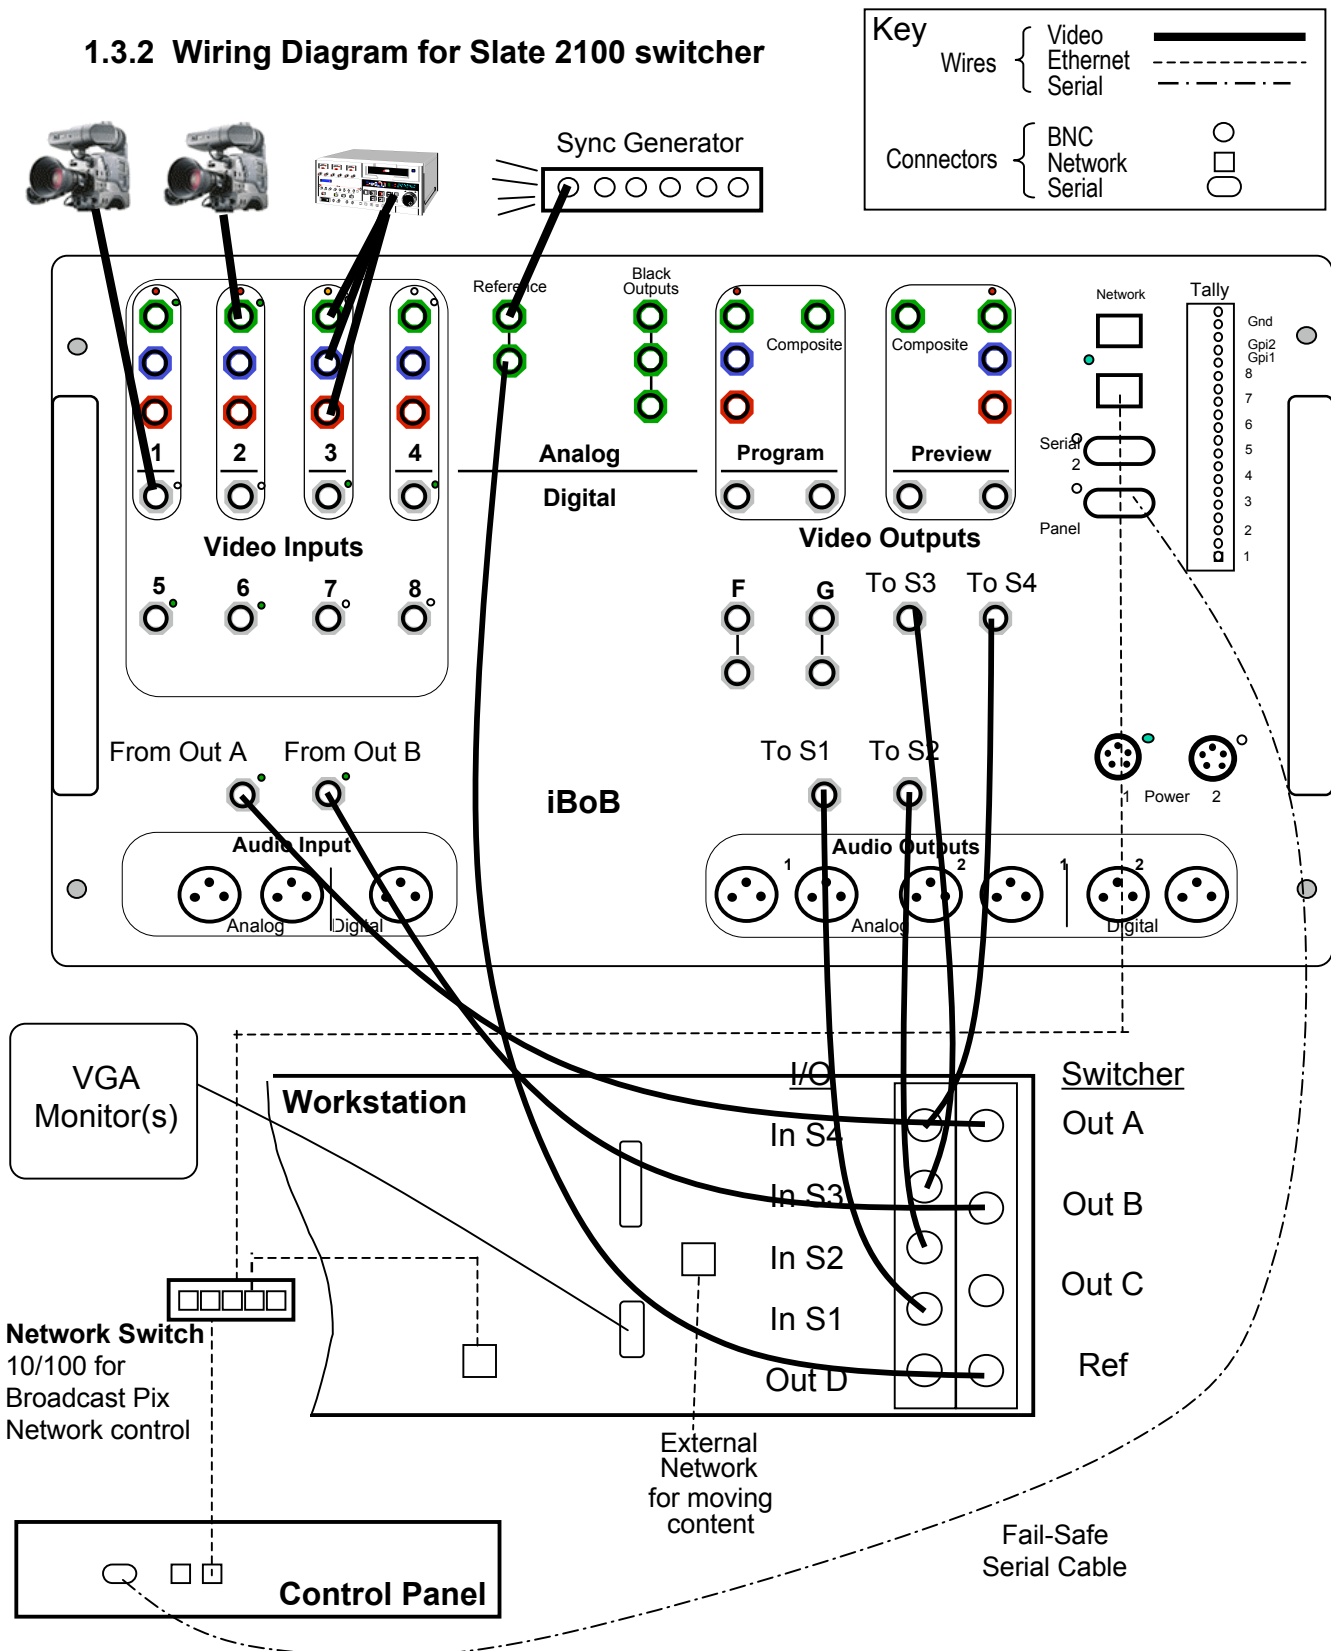 1.3.2 Wiring Diagram for Slate 2100 switcher
Key
Wires
Video
Ethernet
Serial
Connectors
BNC
Network
Serial
Sync Generator
Reference
Black
Outputs
Composite
Composite
Network
Tally
Gnd
Gpi2
Gpi1
8
7
6
5
4
3
2
1
Serial
2
Panel
1
2
3
4
Analog
Digital
Program
Preview
Video Inputs
Video Outputs
5
6
7
8
F
G
To S3
To S4
From Out A
From Out B
To S1
To S2
iBoB
1 Power 2
Audio Input
Analog
Digital
Audio Outputs
1
2
1
2
Analog
Digital
VGA
Monitor(s)
Workstation
I/O
Switcher
In S4
Out A
In S3
Out B
In S2
Out C
In S1
Ref
Out D
Network Switch
10/100 for
Broadcast Pix
Network control
External
Network
for moving
content
Fail-Safe
Serial Cable
Control Panel